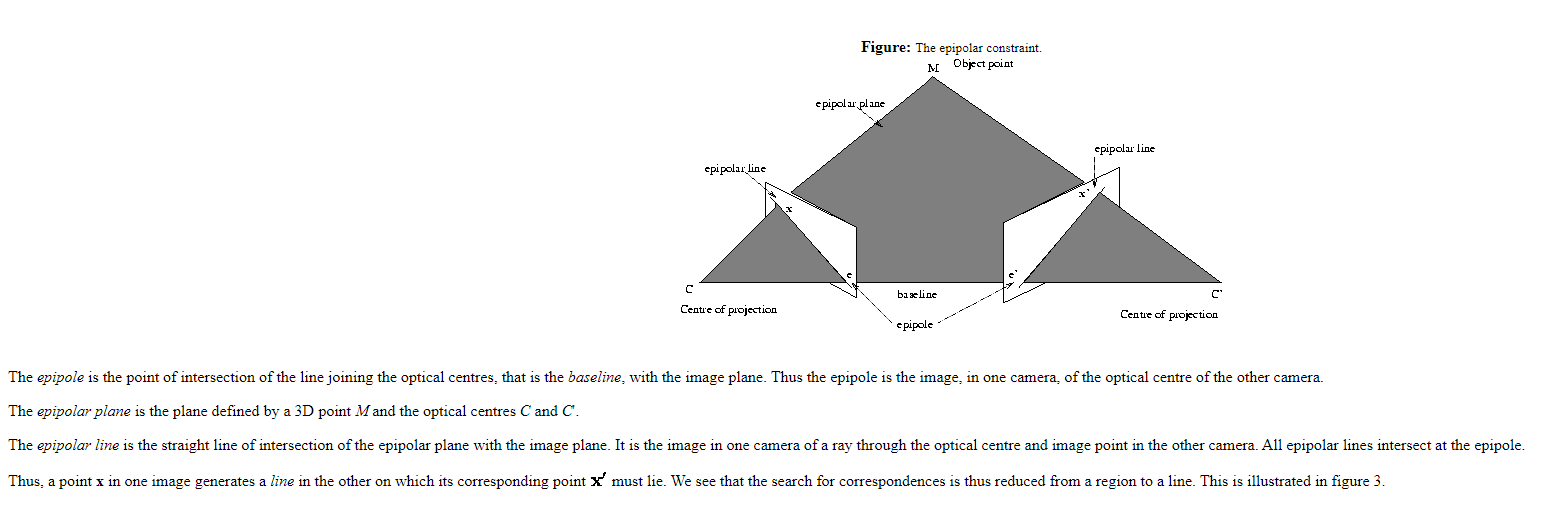 Figure: The epipolar constraint.
M Object point
epipolar plane
epipolar line
epipolar line
x'
x
e
e'
C
baseline
C'
Centre of projection
Centre of projection
epipole
The epipole is the point of intersection of the line joining the optical centres, that is the baseline, with the image plane. Thus the epipole is the image, in one camera, of the optical centre of the other camera.
The epipolar plane is the plane defined by a 3D point M and the optical centres C and C'.
The epipolar line is the straight line of intersection of the epipolar plane with the image plane. It is the image in one camera of a ray through the optical centre and image point in the other camera. All epipolar lines intersect at the epipole.
Thus, a point x in one image generates a line in the other on which its corresponding point x' must lie. We see that the search for correspondences is thus reduced from a region to a line. This is illustrated in figure 3.